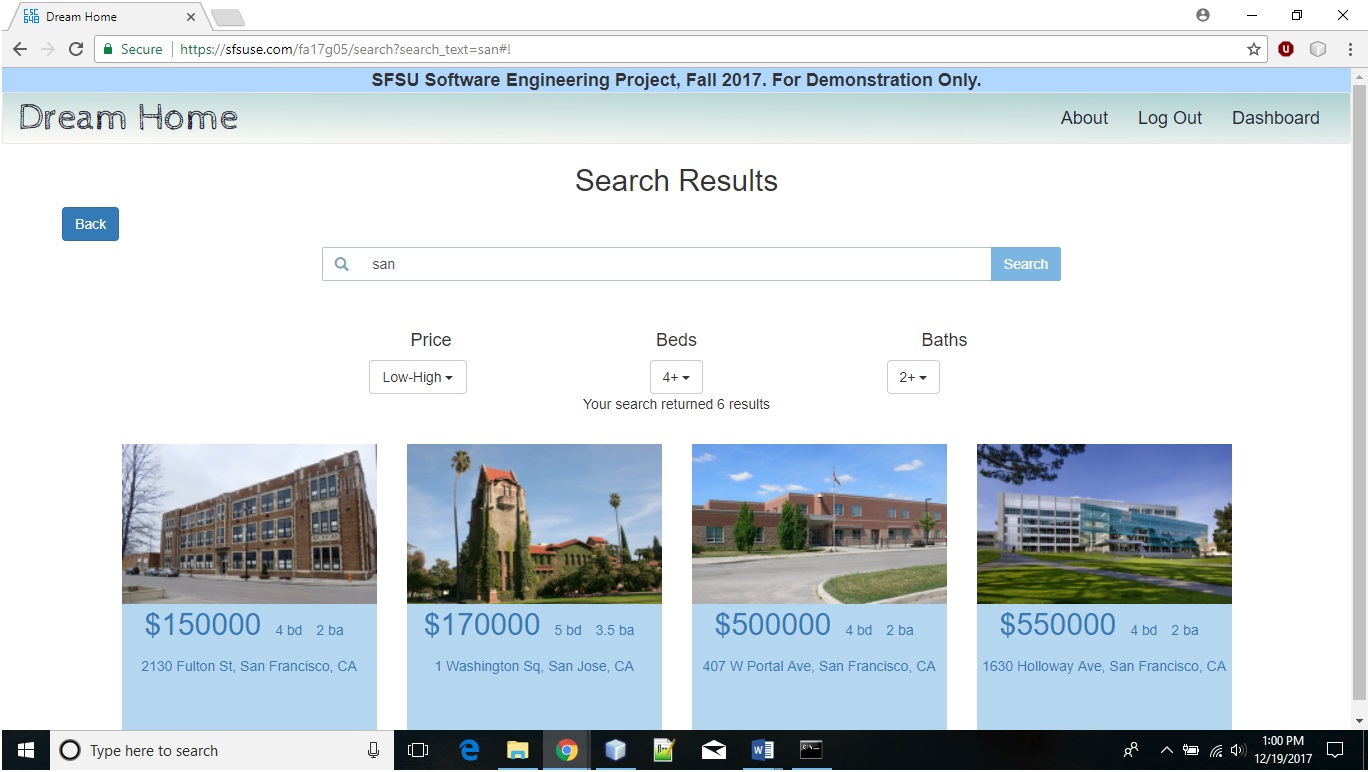 CSC 648 Dream Home
Secure https://sfsuse.com/fa17g05/search?search_text=san#!
SFSU Software Engineering Project, Fall 2017. For Demonstration Only.
Dream Home About Log Out Dashboard
Search Results
Back
san Search
Price Beds Baths
Low-High 4+ 2+
Your search returned 6 results
$150000 4 bd 2 ba
2130 Fulton St, San Francisco, CA
$170000 5 bd 3.5 ba
1 Washington Sq, San Jose, CA
$500000 4 bd 2 ba
407 W Portal Ave, San Francisco, CA
$550000 4 bd 2 ba
1630 Holloway Ave, San Francisco, CA
Type here to search
1:00 PM
12/19/2017